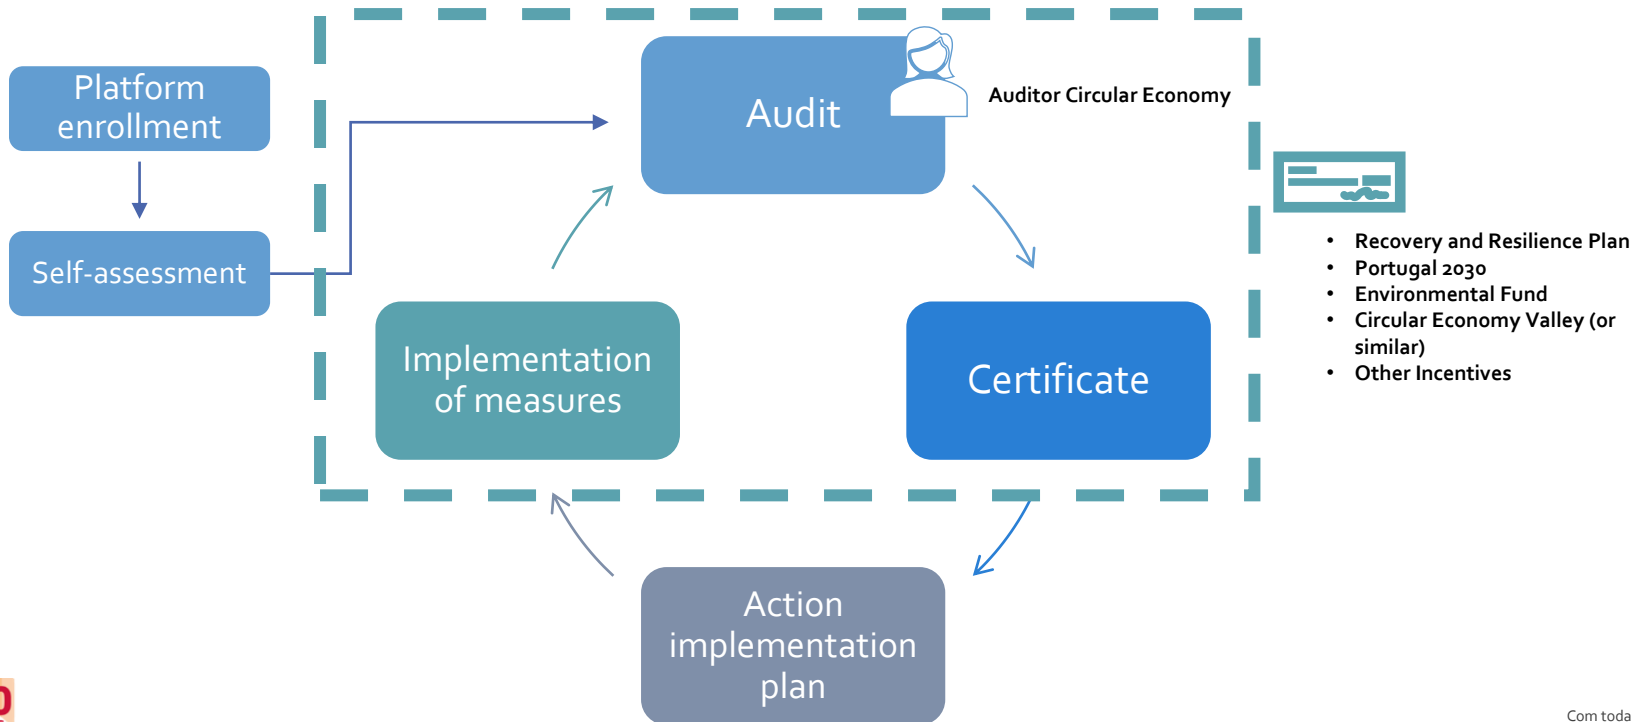 Platform
enrollment
Self-assessment
Audit
Auditor Circular Economy
Implementation
of measures
Certificate
Action
implementation
plan
• Recovery and Resilience Plan
• Portugal 2030
• Environmental Fund
• Circular Economy Valley (or
similar)
• Other Incentives
Com toda